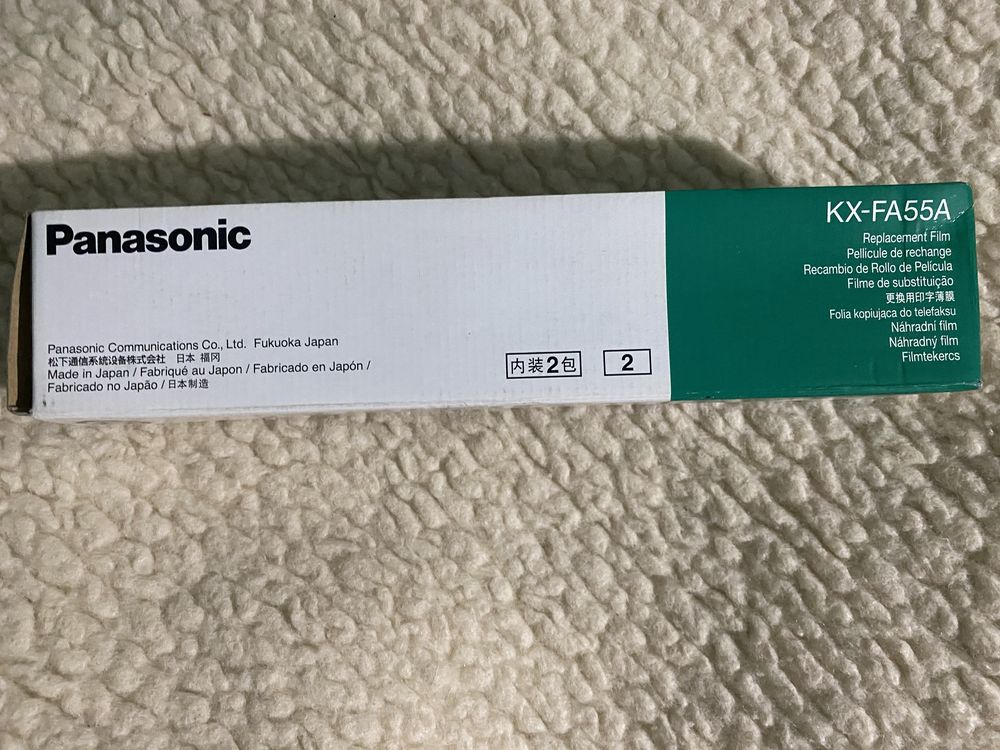 Panasonic
Panasonic Communications Co., Ltd. Fukuoka Japan
松下通信系統设备株式会社 日本 福冈
Made in Japan / Fabriqué au Japon / Fabricado en Japón /
Fabricado no Japão / 日本制造
内装2包
2
KX-FA55A
Replacement Film
Pellicule de rechange
Recambio de Rollo de Película
Filme de substituição
更換用印字薄膜
Folia kopiująca do telefaksu
Náhradní film
Náhradný film
Filmtekercs